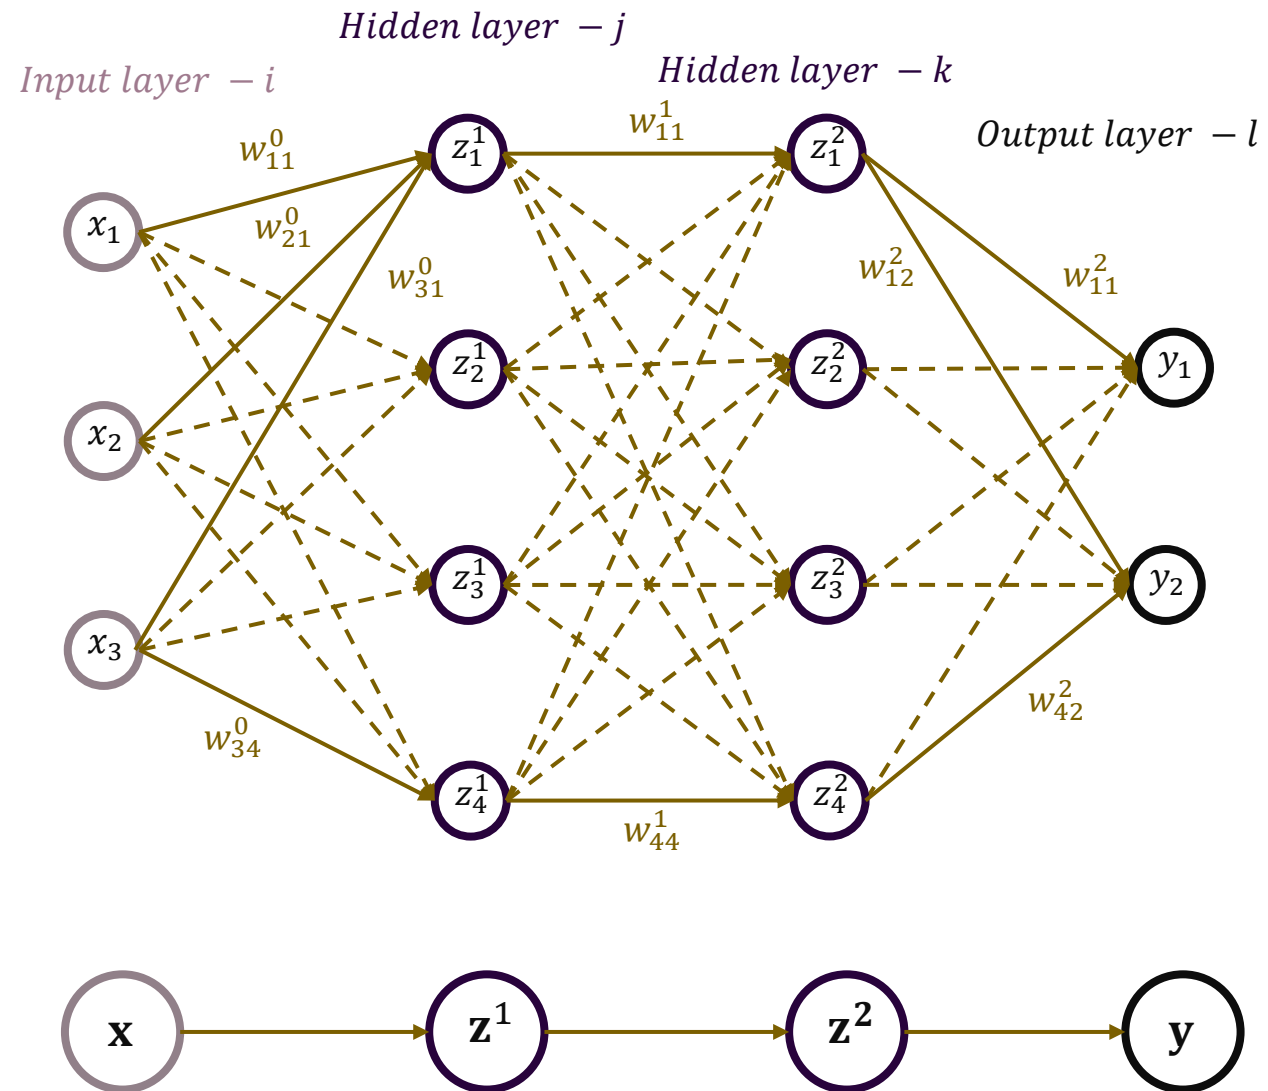 Hidden layer − j
Input layer − i
Hidden layer − k
Output layer − l
w⁰₁₁
w⁰₂₁
w⁰₃₁
w¹₁₁
w²₁₂
w²₁₁
x₁
x₂
x₃
z¹₁
z¹₂
z¹₃
z¹₄
z²₁
z²₂
z²₃
z²₄
y₁
y₂
w⁰₃₄
w¹₄₄
w²₄₂
x
z¹
z²
y